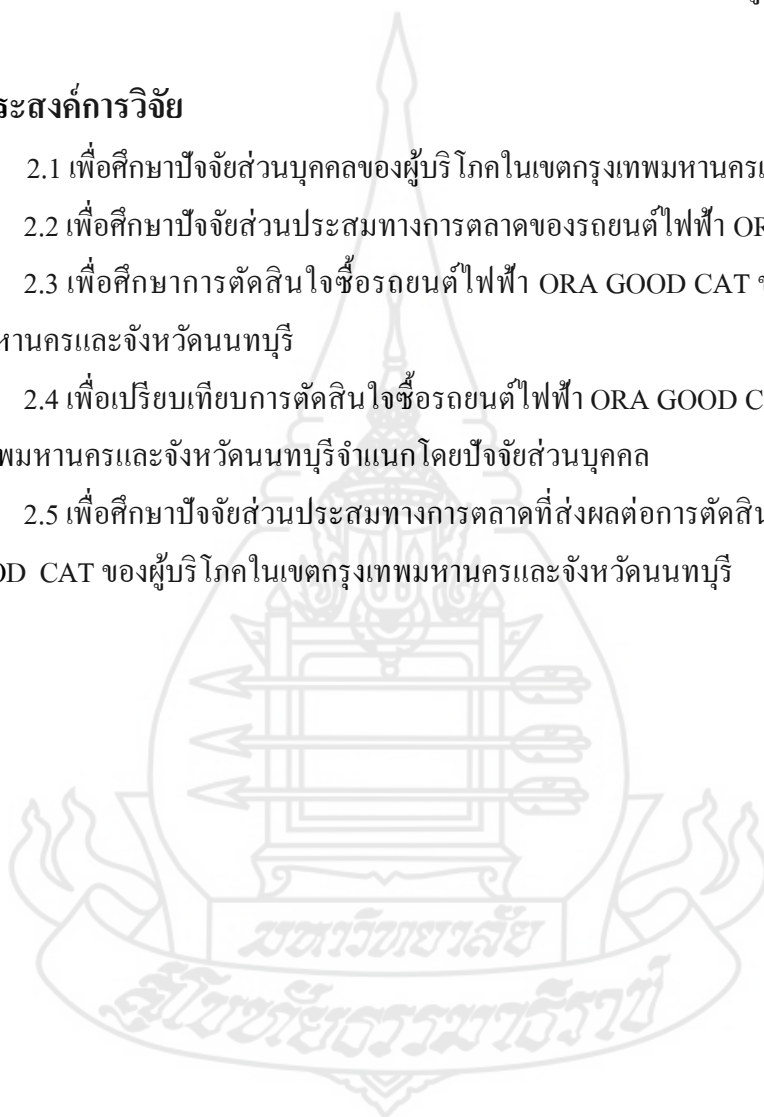 ระสงค์การวิจัย
2.1 เพื่อศึกษาปัจจัยส่วนบุคคลของผู้บริโภคในเขตกรุงเทพมหานคร
2.2 เพื่อศึกษาปัจจัยส่วนประสมทางการตลาดของรถยนต์ไฟฟ้า OR
2.3 เพื่อศึกษาการตัดสินใจซื้อรถยนต์ไฟฟ้า ORA GOOD CAT
หานครและจังหวัดนนทบุรี
2.4 เพื่อเปรียบเทียบการตัดสินใจซื้อรถยนต์ไฟฟ้า ORA GOOD C
พมหานครและจังหวัดนนทบุรีจำแนกโดยปัจจัยส่วนบุคคล
2.5 เพื่อศึกษาปัจจัยส่วนประสมทางการตลาดที่ส่งผลต่อการตัดสิน
OD CAT ของผู้บริโภคในเขตกรุงเทพมหานครและจังหวัดนนทบุรี
มหาวิทยาลัย
สุโขทัยธรรมาธิราช